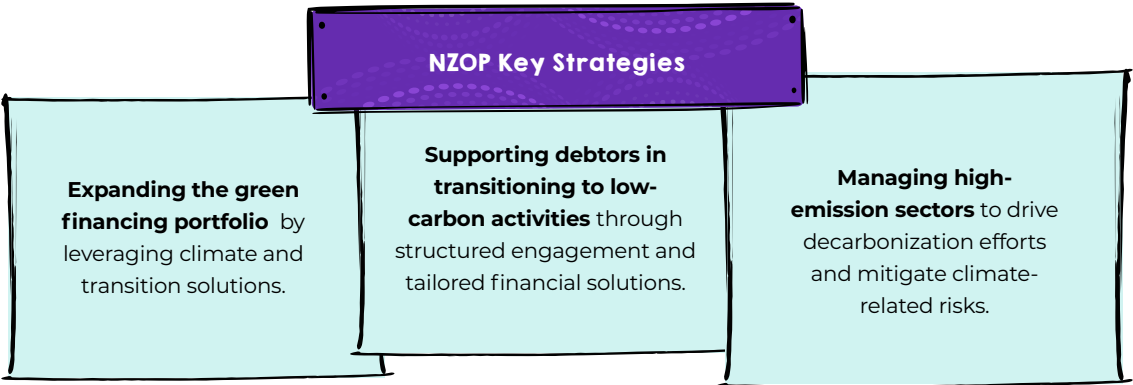 NZOP Key Strategies
Expanding the green
financing portfolio by
leveraging climate and
transition solutions.
Supporting debtors in
transitioning to low-
carbon activities through
structured engagement and
tailored financial solutions.
Managing high-
emission sectors to drive
decarbonization efforts
and mitigate climate-
related risks.